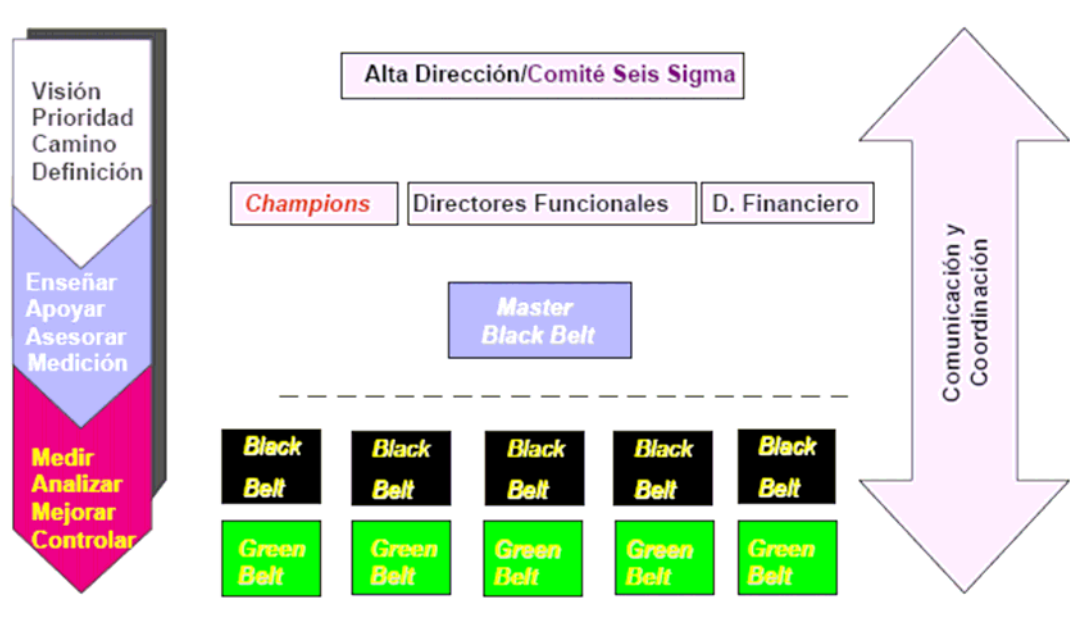 Visión
Prioridad
Camino
Definición
Enseñar
Apoyar
Asesorar
Medición
Medir
Analizar
Mejorar
Controlar
Alta Dirección/Comité Seis Sigma
Champions
Directores Funcionales
D. Financiero
Master
Black Belt
Black
Belt
Black
Belt
Black
Belt
Black
Belt
Black
Belt
Green
Belt
Green
Belt
Green
Belt
Green
Belt
Green
Belt
Comunicación y
Coordinación